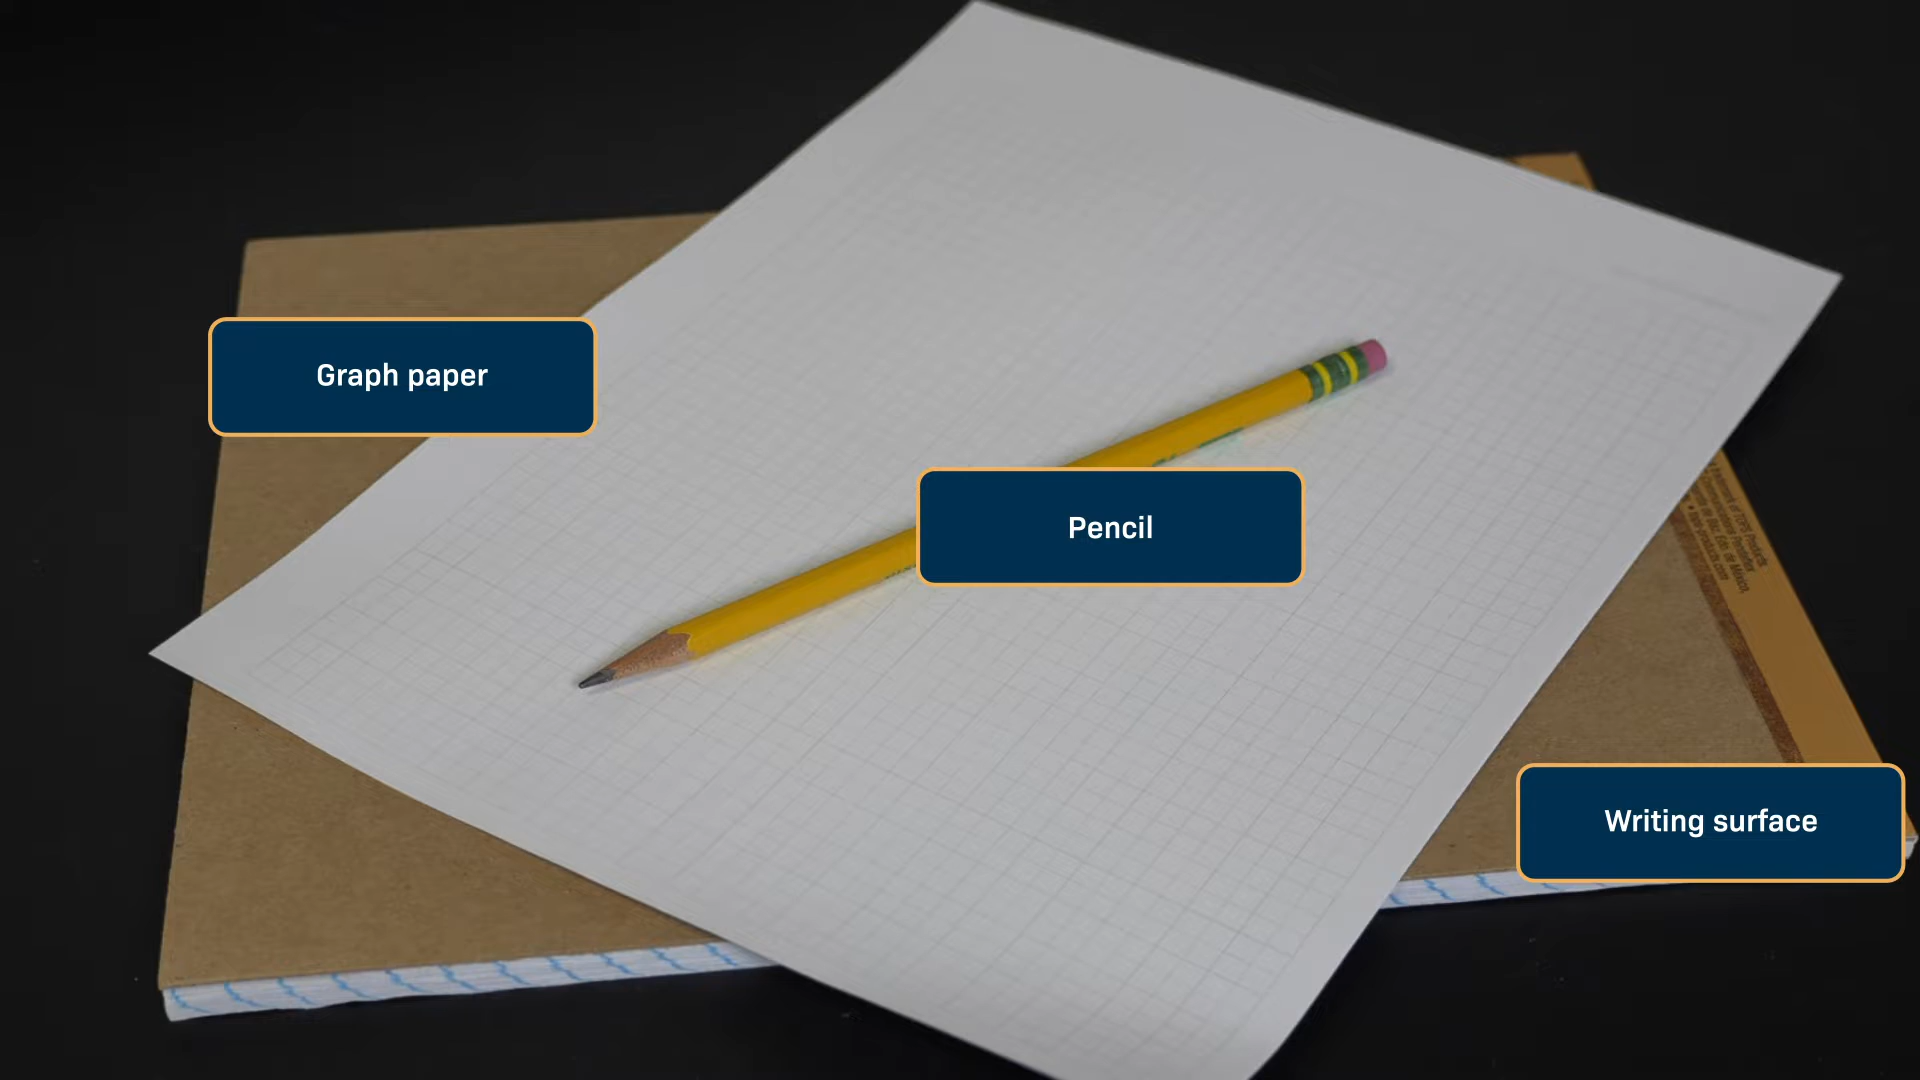 Graph paper
Pencil
Writing surface